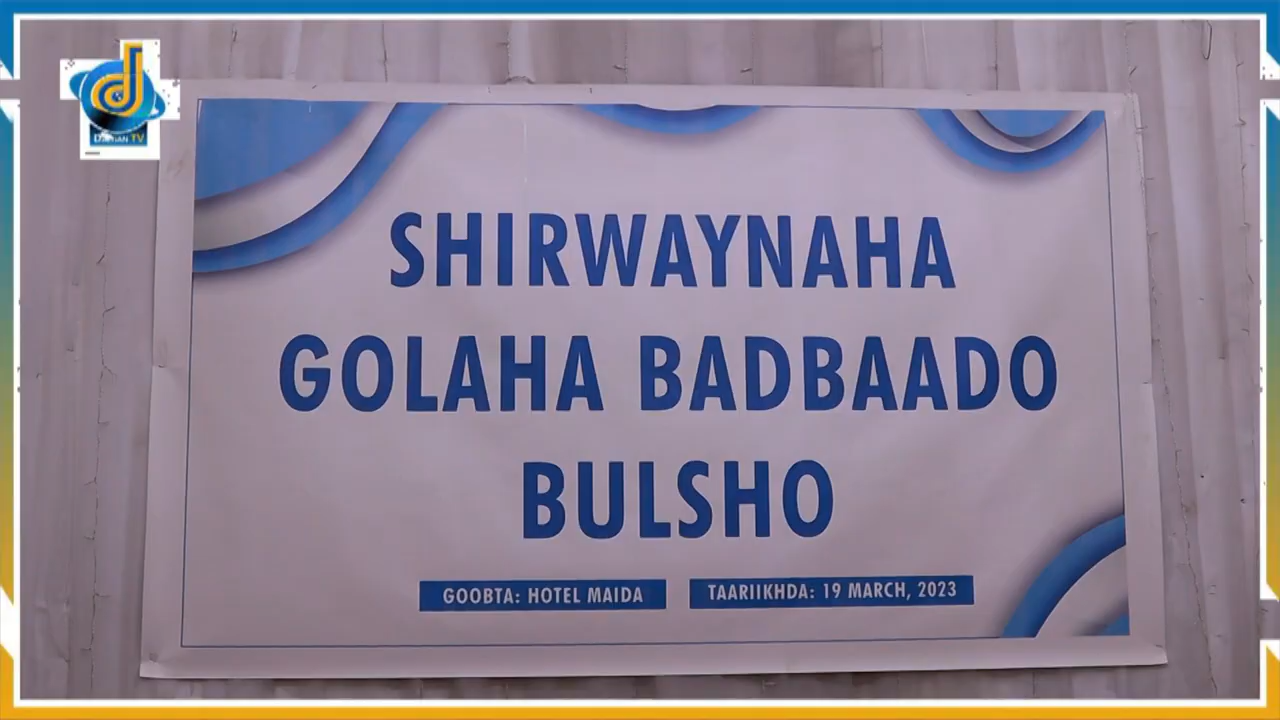 SHIRWAYNAHA
GOLAHA BADBAADO
BULSHO
GOOBTA: HOTEL MAIDA
TAARIIKHDA: 19 MARCH, 2023